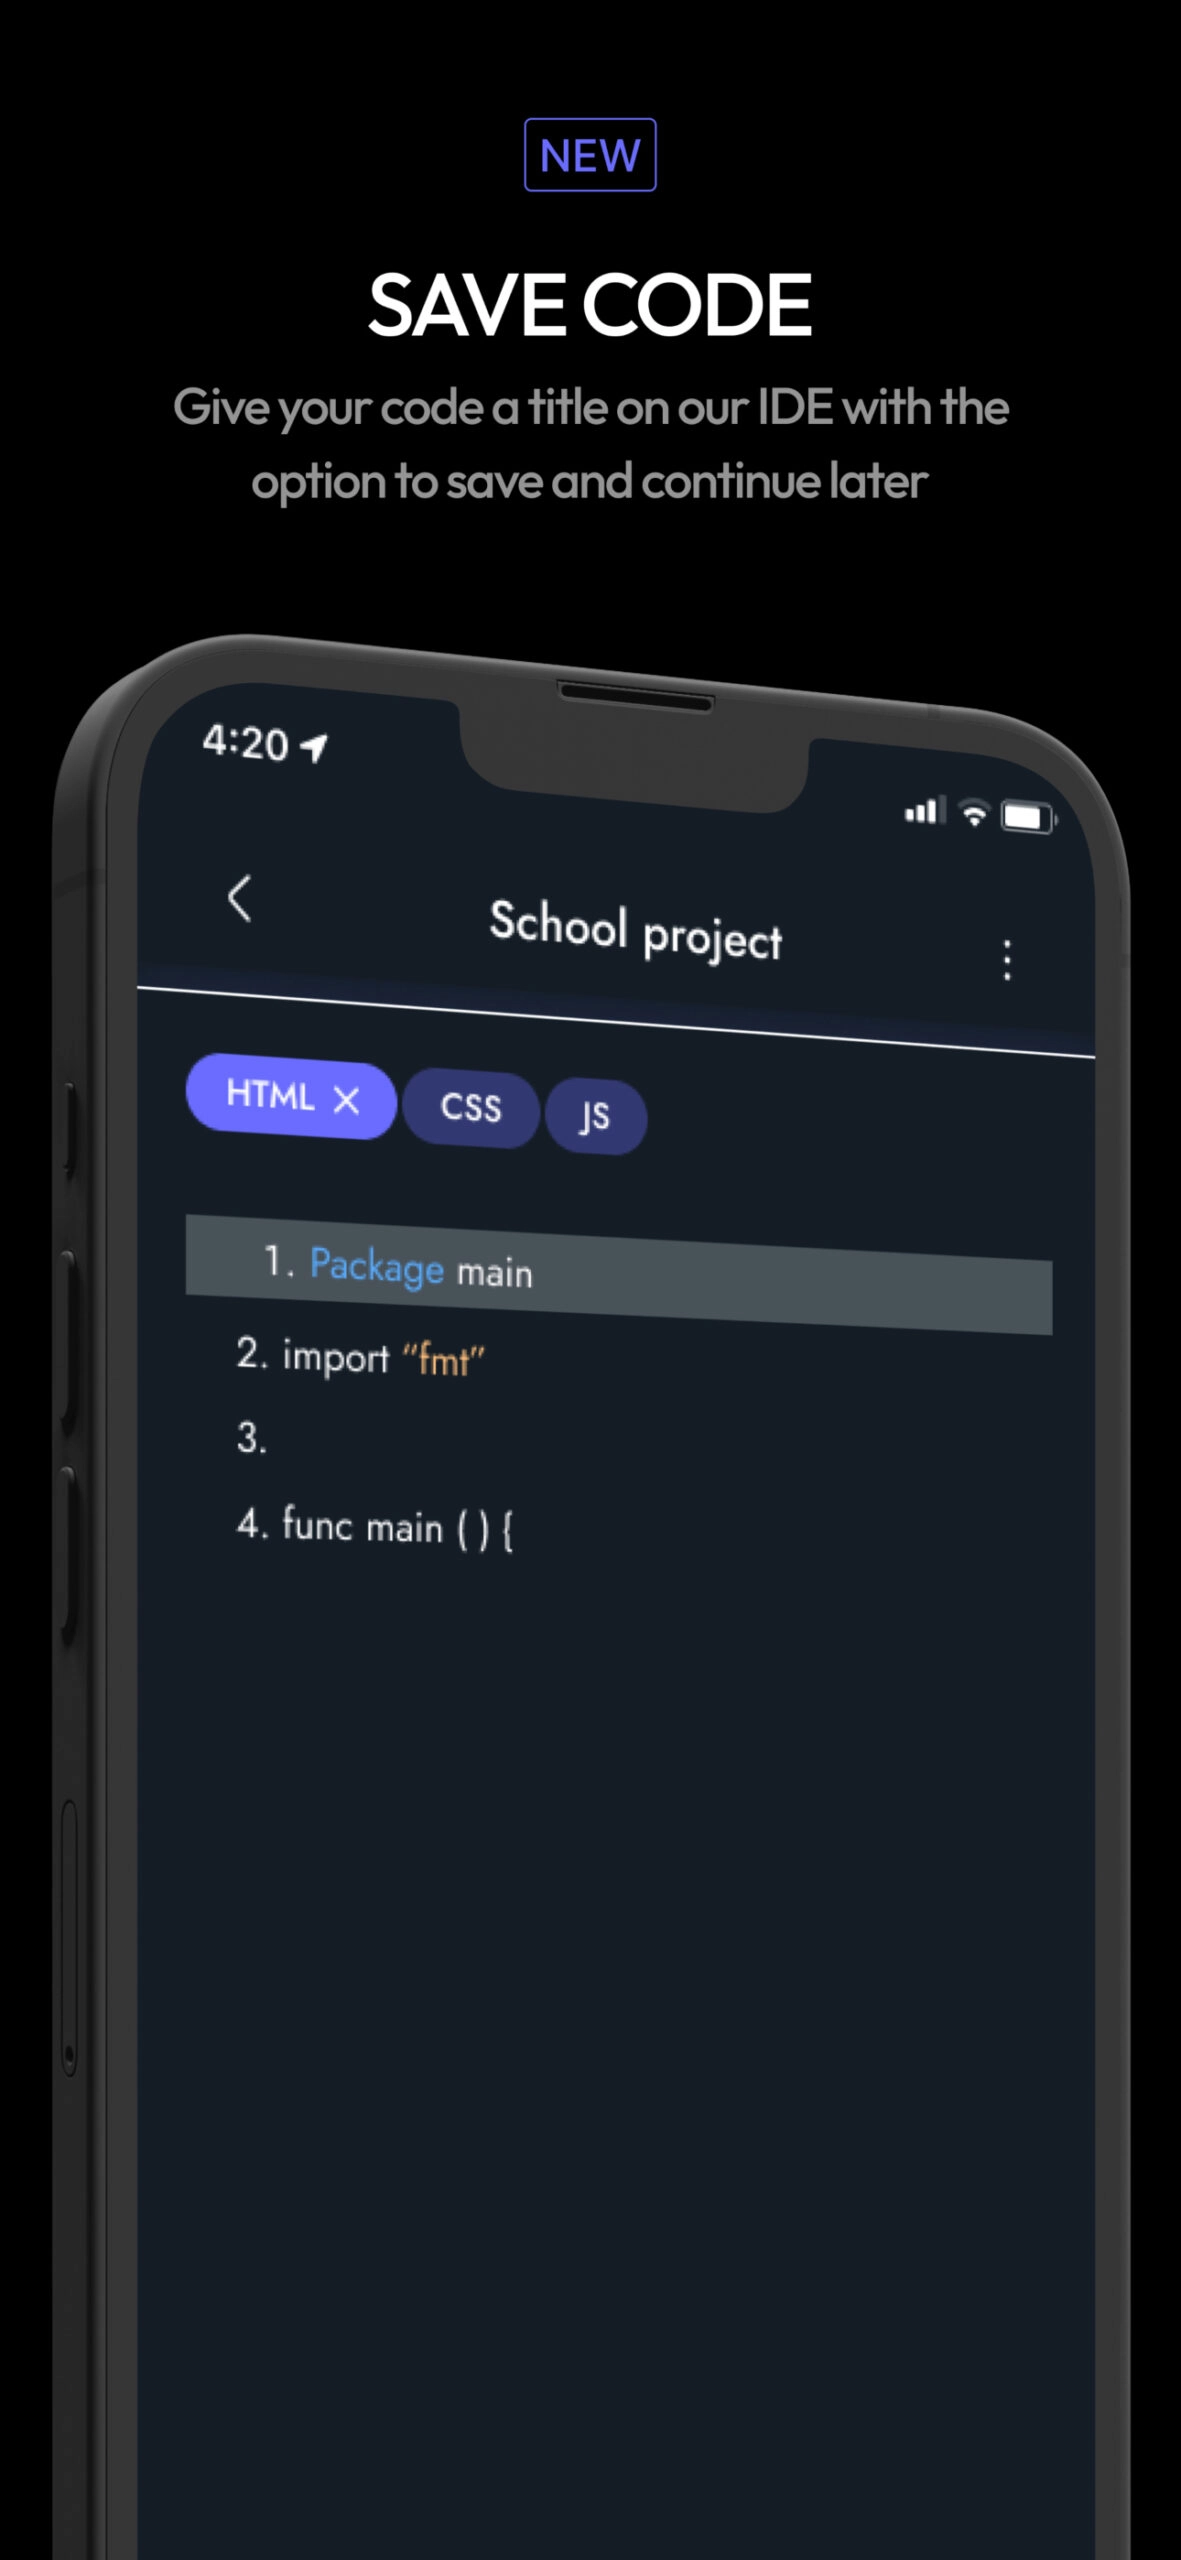 NEW
SAVE CODE
Give your code a title on our IDE with the
option to save and continue later
4:20
School project
HTML CSS JS
1. Package main
2. import “fmt”
3.
4. func main ( ) {